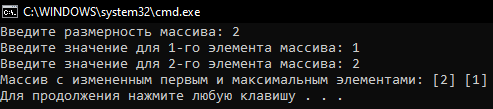 C:\WINDOWS\system32\cmd.exe
Введите размерность массива: 2
Введите значение для 1-го элемента массива: 1
Введите значение для 2-го элемента массива: 2
Массив с измененным первым и максимальным элементами: [2] [1]
Для продолжения нажмите любую клавишу . . .